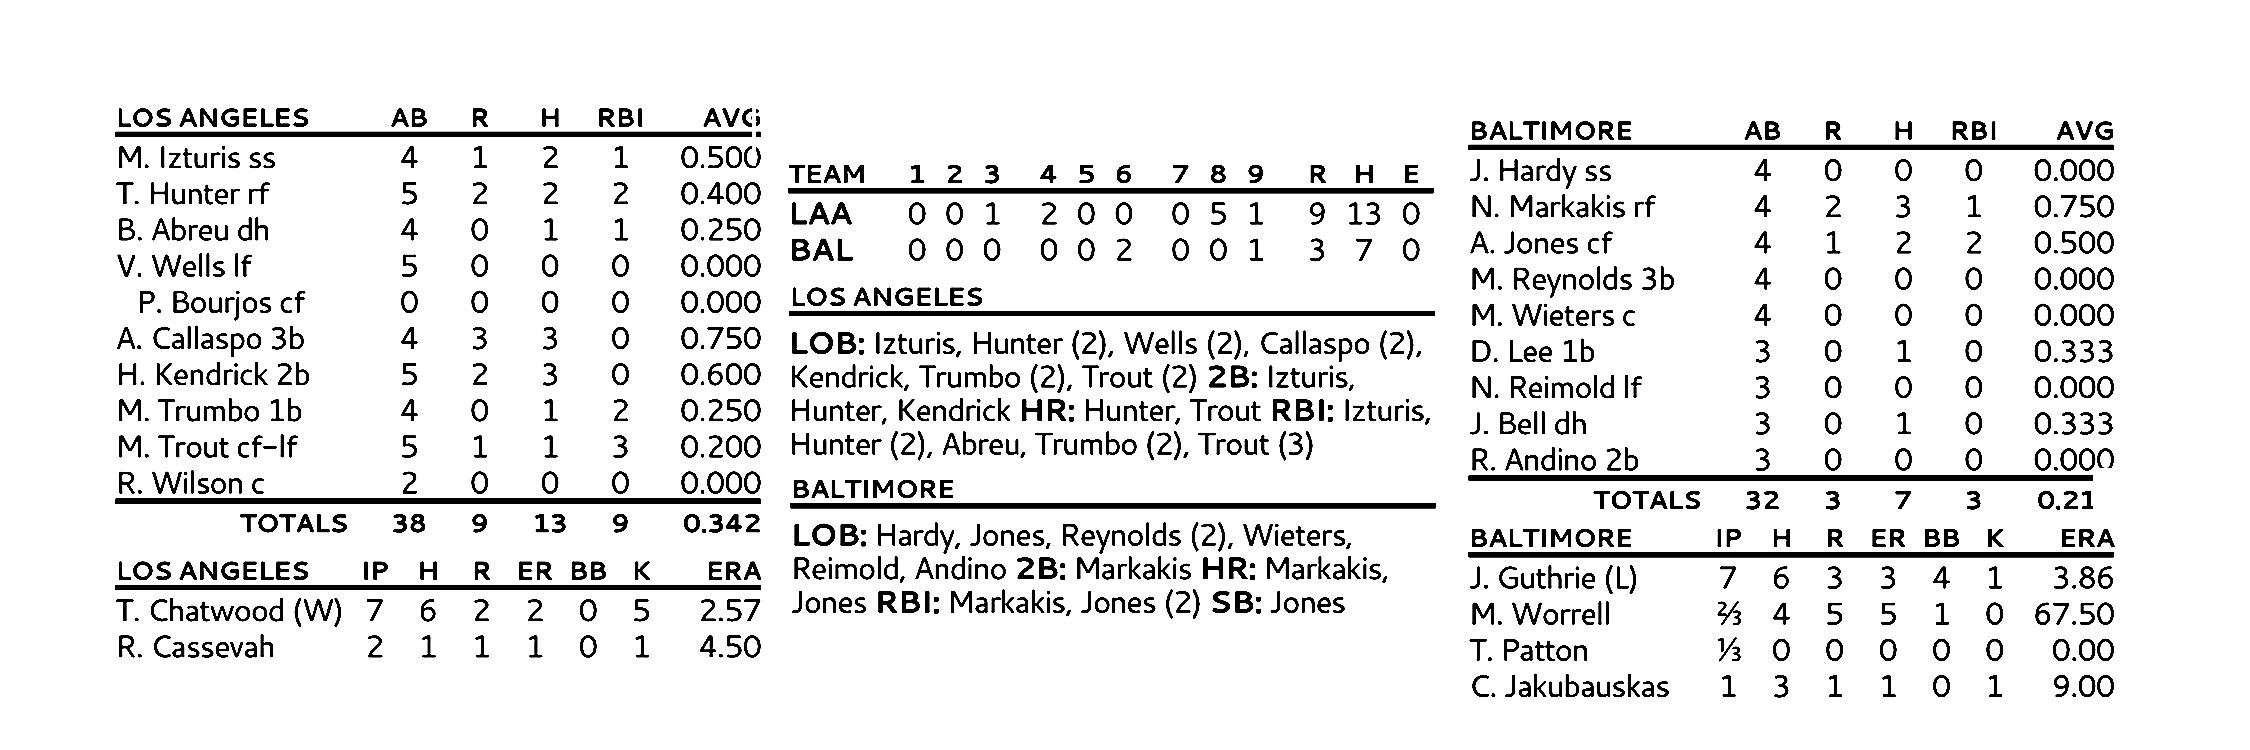 LOS ANGELES AB R H RBI AVG
M. Izturis ss 4 1 2 1 0.500
T. Hunter rf 5 2 2 2 0.400
B. Abreu dh 4 0 1 1 0.250
V. Wells lf 5 0 0 0 0.000
P. Bourjos cf 0 0 0 0 0.000
A. Callaspo 3b 4 3 3 0 0.750
H. Kendrick 2b 5 2 3 0 0.600
M. Trumbo 1b 4 0 1 2 0.250
M. Trout cf-lf 5 1 1 3 0.200
R. Wilson c 2 0 0 0 0.000
TOTALS 38 9 13 9 0.342
LOS ANGELES IP H R ER BB K ERA
T. Chatwood (W) 7 6 2 2 0 5 2.57
R. Cassevah 2 1 1 1 0 1 4.50
TEAM 1 2 3 4 5 6 7 8 9 R H E
LAA 0 0 1 2 0 0 0 5 1 9 13 0
BAL 0 0 0 0 0 2 0 0 1 3 7 0
LOS ANGELES
LOB: Izturis, Hunter (2), Wells (2), Callaspo (2),
Kendrick, Trumbo (2), Trout (2) 2B: Izturis,
Hunter, Kendrick HR: Hunter, Trout RBI: Izturis,
Hunter (2), Abreu, Trumbo (2), Trout (3)
BALTIMORE
LOB: Hardy, Jones, Reynolds (2), Wieters,
Reimold, Andino 2B: Markakis HR: Markakis,
Jones RBI: Markakis, Jones (2) SB: Jones
BALTIMORE AB R H RBI AVG
J. Hardy ss 4 0 0 0 0.000
N. Markakis rf 4 2 3 1 0.750
A. Jones cf 4 1 2 2 0.500
M. Reynolds 3b 4 0 0 0 0.000
M. Wieters c 4 0 0 0 0.000
D. Lee 1b 3 0 1 0 0.333
N. Reimold lf 3 0 0 0 0.000
J. Bell dh 3 0 1 0 0.333
R. Andino 2b 3 0 0 0 0.000
TOTALS 32 3 7 3 0.21
BALTIMORE IP H R ER BB K ERA
J. Guthrie (L) 7 6 3 3 4 1 3.86
M. Worrell ⅔ 4 5 5 1 0 67.50
T. Patton ⅓ 0 0 0 0 0 0.00
C. Jakubauskas 1 3 1 1 0 1 9.00